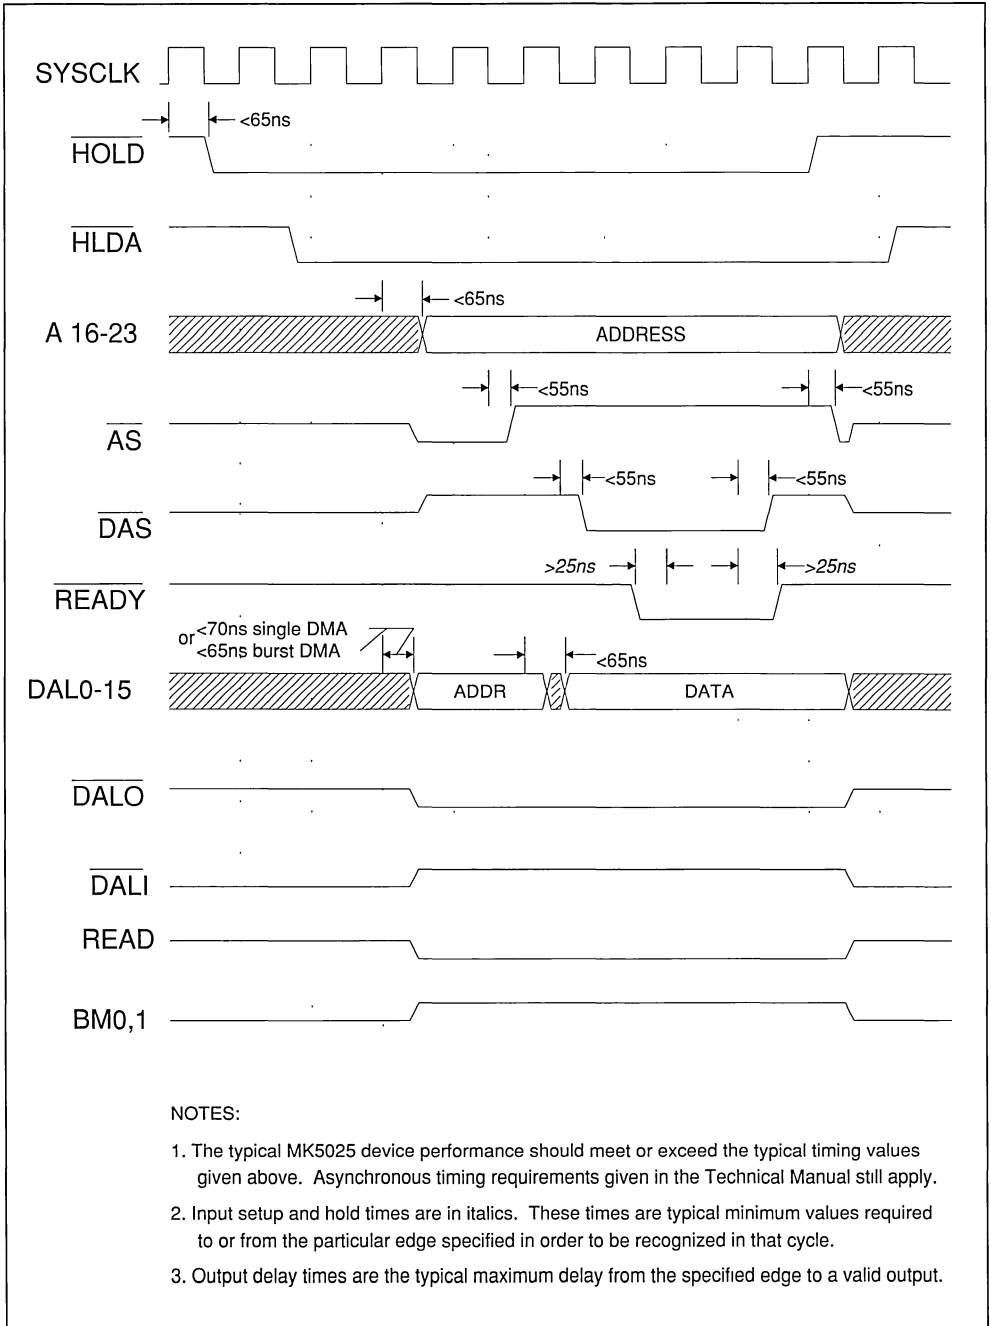 SYSCLK
<65ns
HOLD
HLDA
<65ns
A 16-23
ADDRESS
<55ns
<55ns
AS
<55ns
<55ns
DAS
>25ns
>25ns
READY
or <70ns single DMA
<65ns burst DMA
<65ns
DAL0-15
ADDR
DATA
DALO
DALI
READ
BM0,1
NOTES:
1. The typical MK5025 device performance should meet or exceed the typical timing values
given above. Asynchronous timing requirements given in the Technical Manual still apply.
2. Input setup and hold times are in italics. These times are typical minimum values required
to or from the particular edge specified in order to be recognized in that cycle.
3. Output delay times are the typical maximum delay from the specified edge to a valid output.